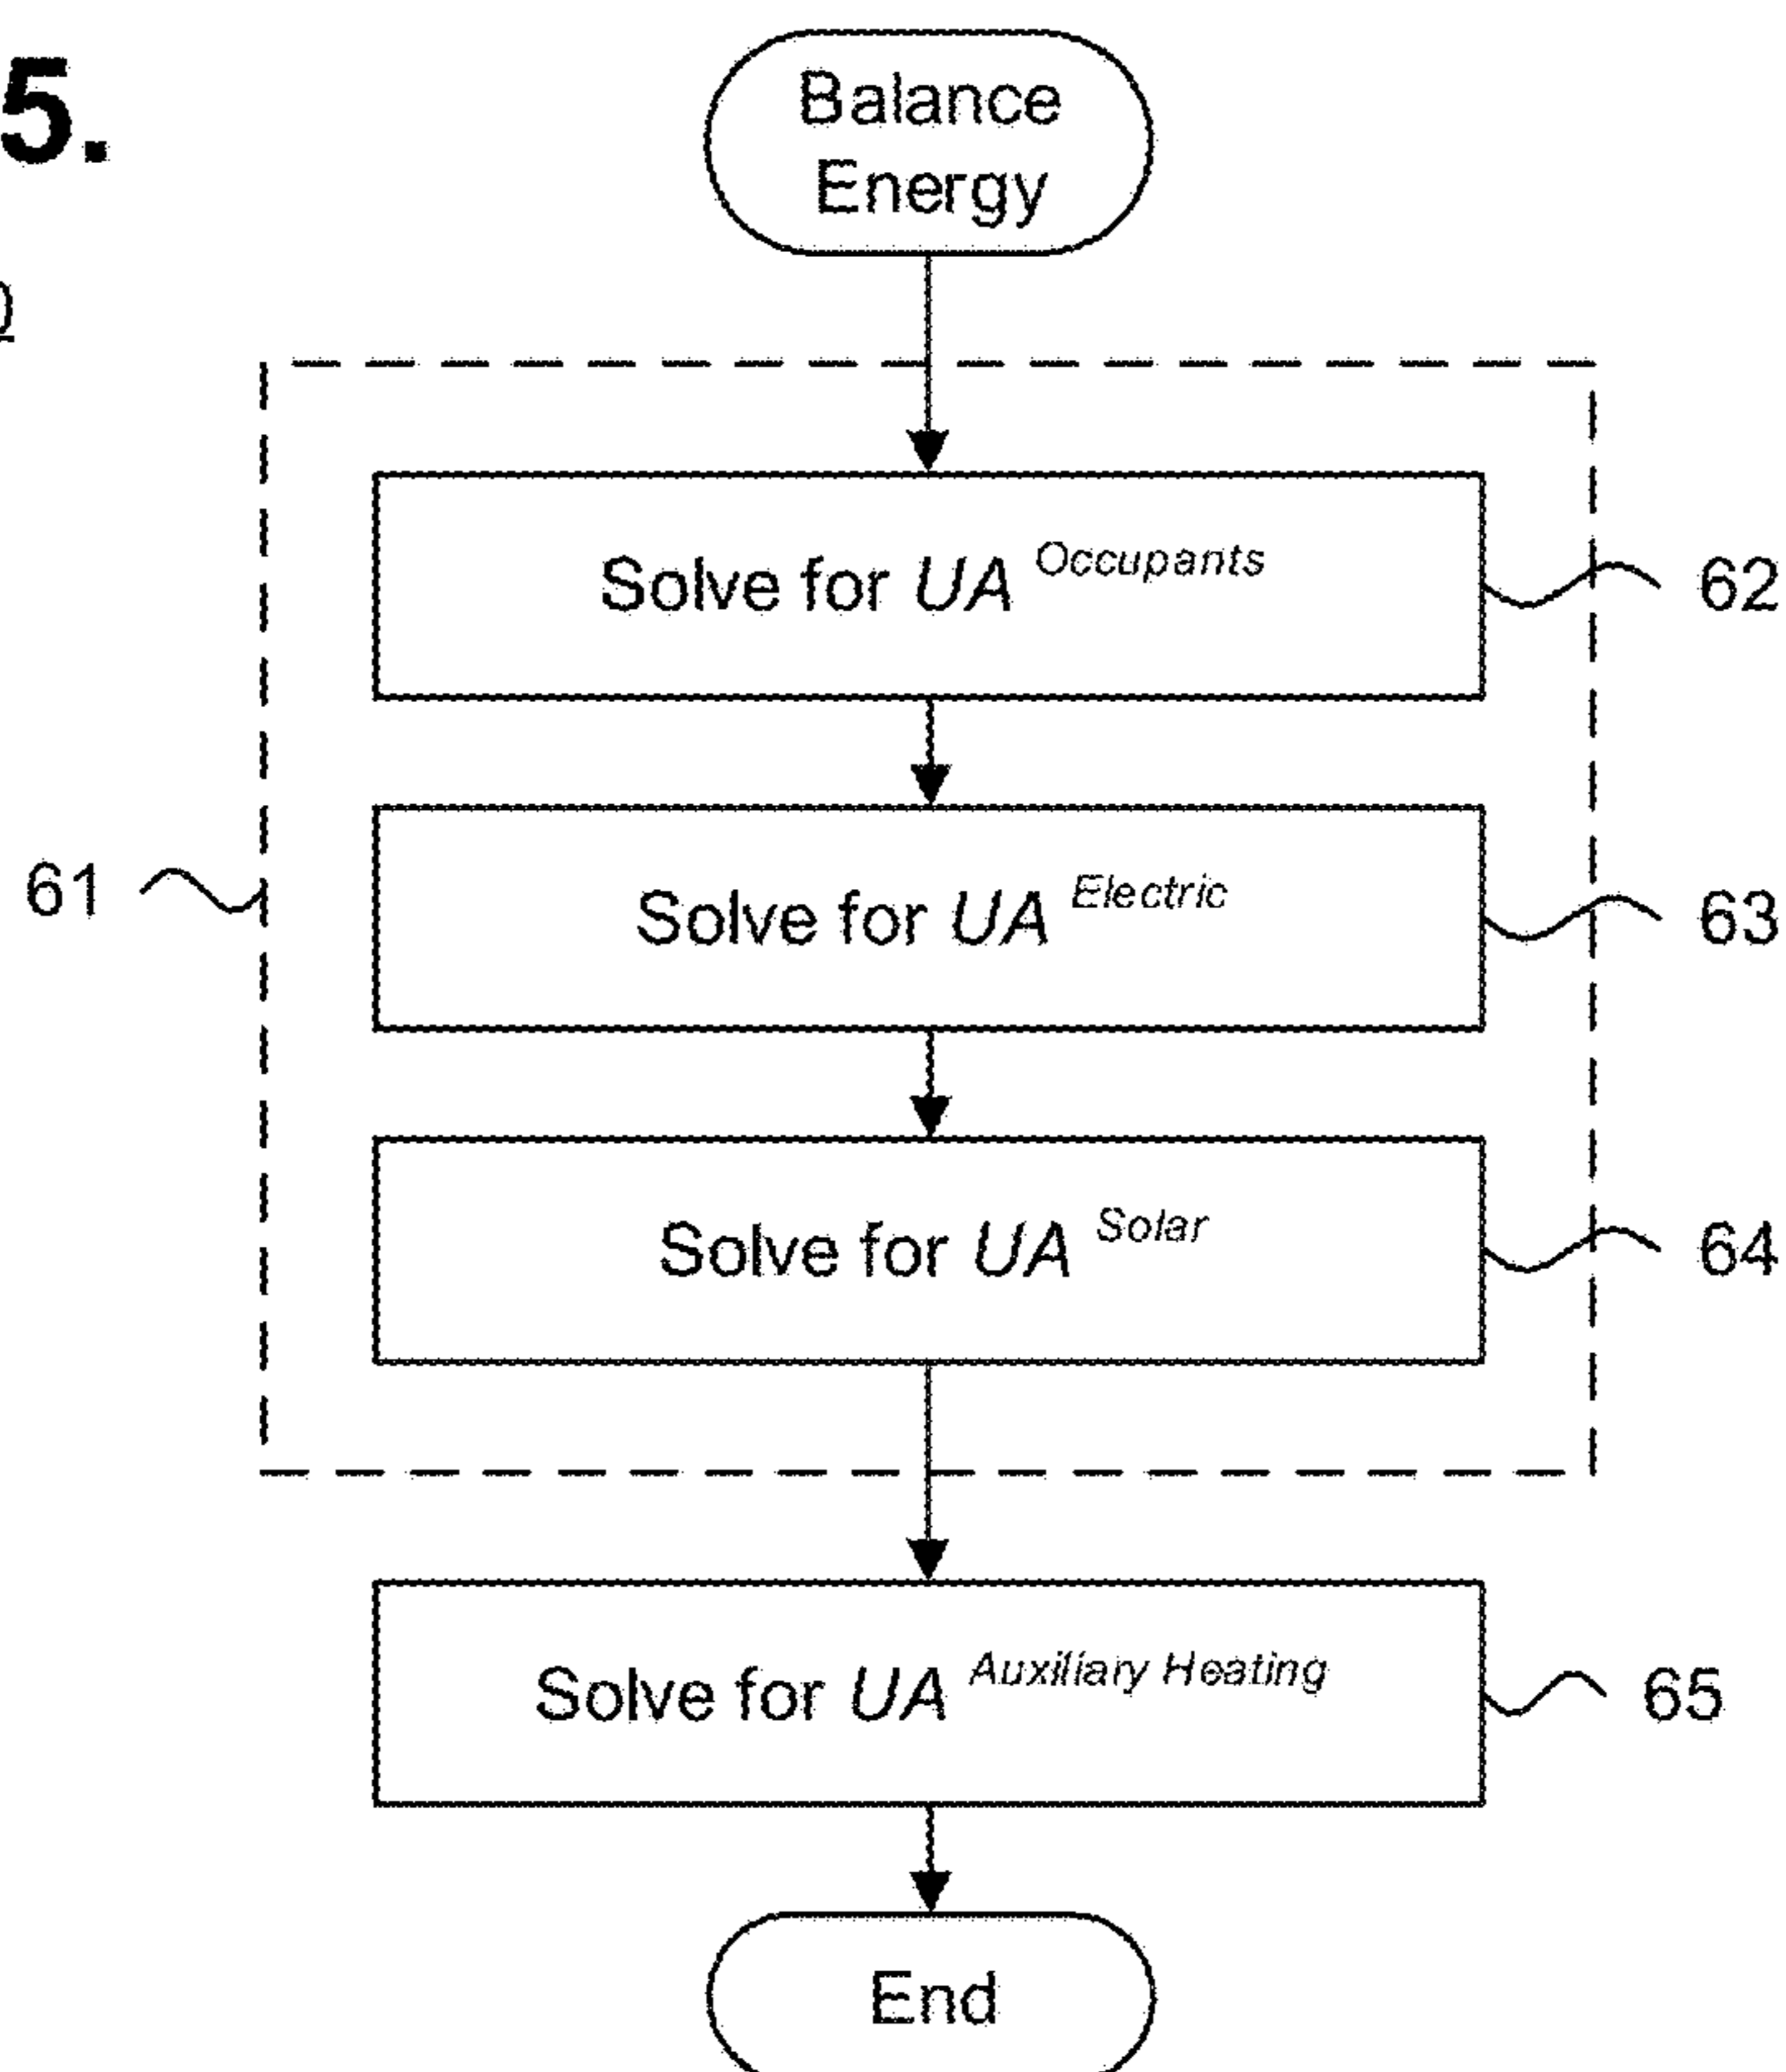 5.
Balance
Energy
Solve for UA Occupants
62
61
Solve for UA Electric
63
Solve for UA Solar
64
Solve for UA Auxiliary Heating
65
End